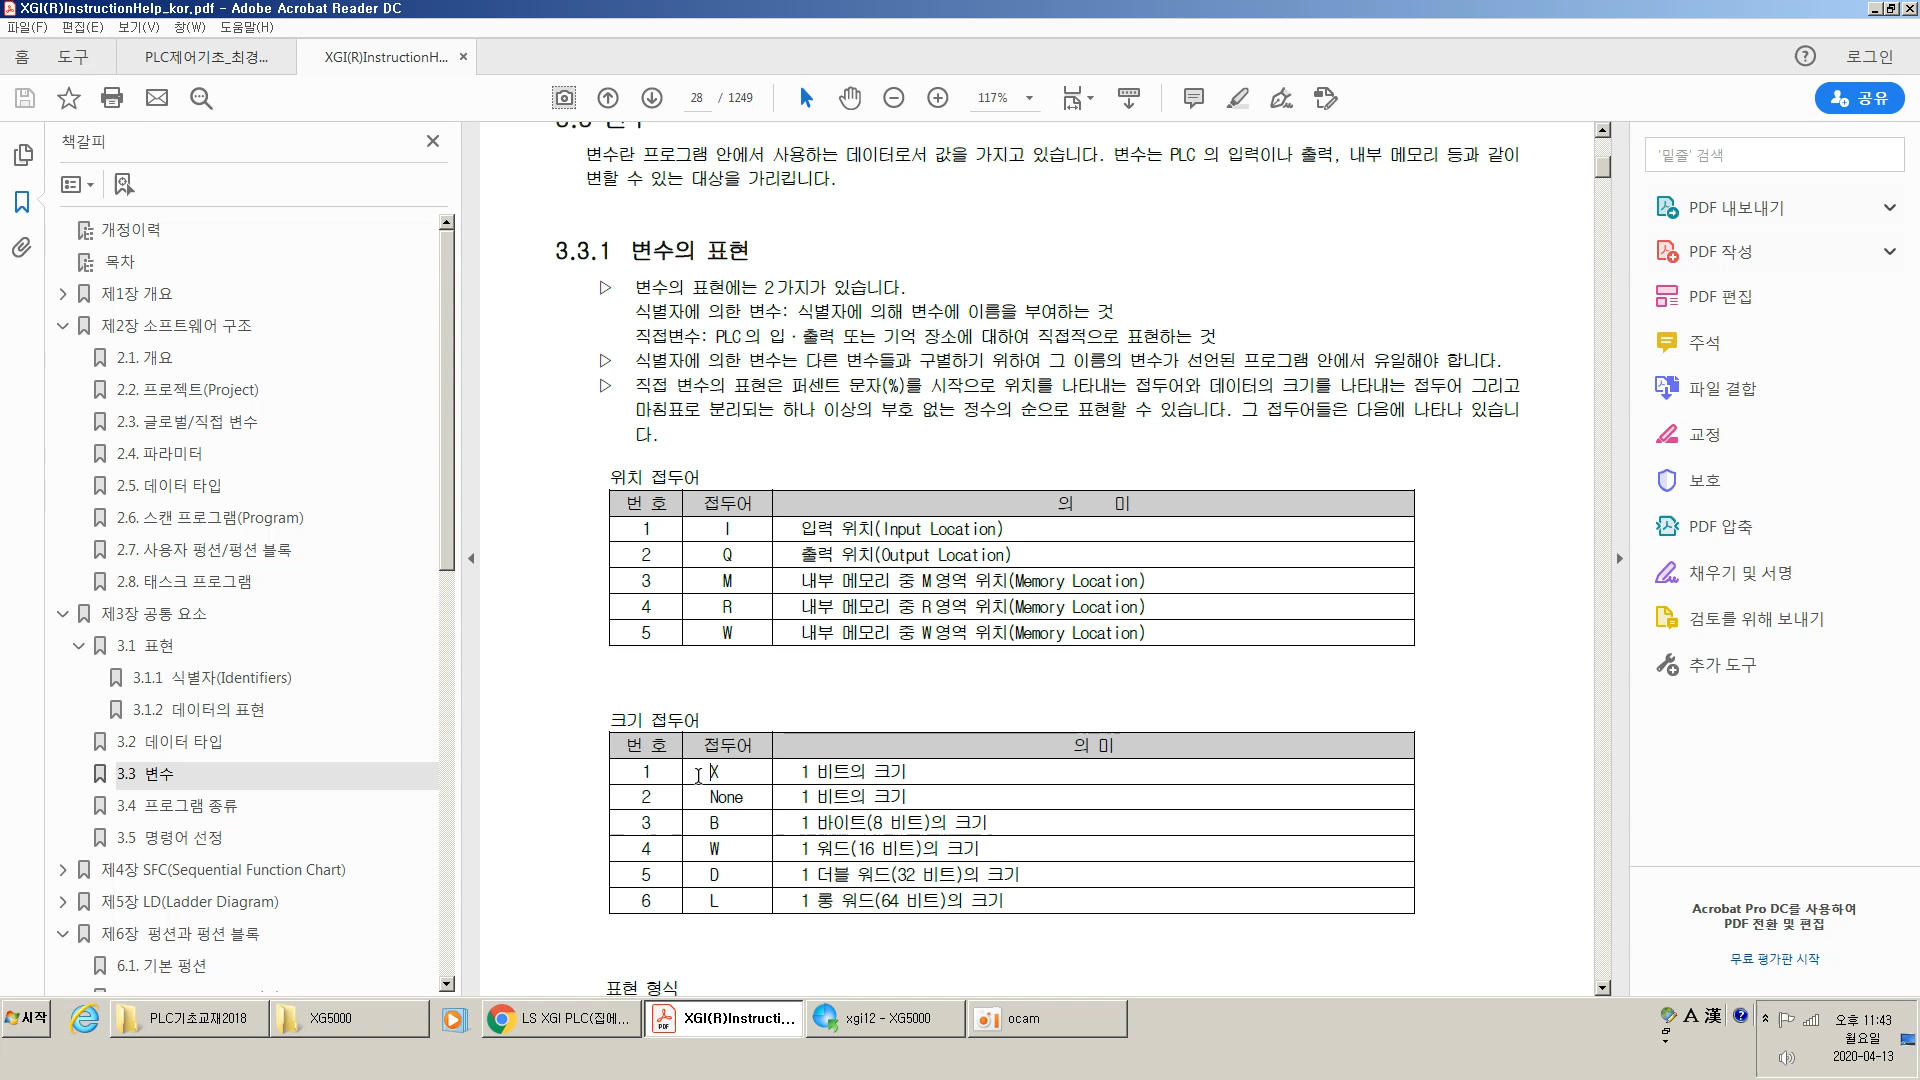 XGI(R)InstructionHelp_kor.pdf - Adobe Acrobat Reader DC
파일(F) 편집(E) 보기(V) 창(W) 도움말(H)
홈 도구 PLC제어기초_최경... XGI(R)InstructionH... ×
로그인
28 / 1249 117% 공유
책갈피
개정이력
목차
제1장 개요
제2장 소프트웨어 구조
2.1. 개요
2.2. 프로젝트(Project)
2.3. 글로벌/직접 변수
2.4. 파라미터
2.5. 데이터 타입
2.6. 스캔 프로그램(Program)
2.7. 사용자 펑션/펑션 블록
2.8. 태스크 프로그램
제3장 공통 요소
3.1 표현
3.1.1 식별자(Identifiers)
3.1.2 데이터의 표현
3.2 데이터 타입
3.3 변수
3.4 프로그램 종류
3.5 명령어 선정
제4장 SFC(Sequential Function Chart)
제5장 LD(Ladder Diagram)
제6장 펑션과 펑션 블록
6.1. 기본 펑션
변수란 프로그램 안에서 사용하는 데이터로서 값을 가지고 있습니다. 변수는 PLC 의 입력이나 출력, 내부 메모리 등과 같이
변할 수 있는 대상을 가리킵니다.
3.3.1 변수의 표현
▷ 변수의 표현에는 2가지가 있습니다.
식별자에 의한 변수: 식별자에 의해 변수에 이름을 부여하는 것
직접변수: PLC의 입·출력 또는 기억 장소에 대하여 직접적으로 표현하는 것
▷ 식별자에 의한 변수는 다른 변수들과 구별하기 위하여 그 이름의 변수가 선언된 프로그램 안에서 유일해야 합니다.
▷ 직접 변수의 표현은 퍼센트 문자(%)를 시작으로 위치를 나타내는 접두어와 데이터의 크기를 나타내는 접두어 그리고
마침표로 분리되는 하나 이상의 부호 없는 정수의 순으로 표현할 수 있습니다. 그 접두어들은 다음에 나타나 있습니
다.
위치 접두어
번 호 접두어 의 미
1 I 입력 위치(Input Location)
2 Q 출력 위치(Output Location)
3 M 내부 메모리 중 M영역 위치(Memory Location)
4 R 내부 메모리 중 R영역 위치(Memory Location)
5 W 내부 메모리 중 W영역 위치(Memory Location)
크기 접두어
번 호 접두어 의 미
1 X 1 비트의 크기
2 None 1 비트의 크기
3 B 1 바이트(8 비트)의 크기
4 W 1 워드(16 비트)의 크기
5 D 1 더블 워드(32 비트)의 크기
6 L 1 롱 워드(64 비트)의 크기
표현 형식
'밑줄' 검색
PDF 내보내기
PDF 작성
PDF 편집
주석
파일 결합
교정
보호
PDF 압축
채우기 및 서명
검토를 위해 보내기
추가 도구
Acrobat Pro DC를 사용하여
PDF 전환 및 편집
무료 평가판 시작
시작 PLC기초교재2018 XG5000 LS XGI PLC(집에... XGI(R)Instructi... xgi12 - XG5000 ocam
A 漢
오후 11:43
월요일
2020-04-13